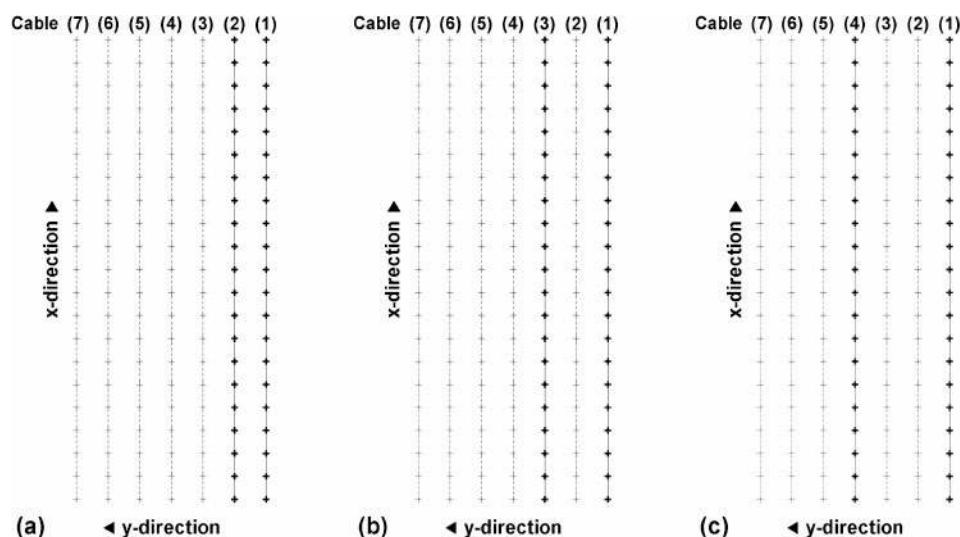 Cable (7) (6) (5) (4) (3) (2) (1)
x-direction ▲
(a) ◄ y-direction
Cable (7) (6) (5) (4) (3) (2) (1)
x-direction ▲
(b) ◄ y-direction
Cable (7) (6) (5) (4) (3) (2) (1)
x-direction ▲
(c) ◄ y-direction